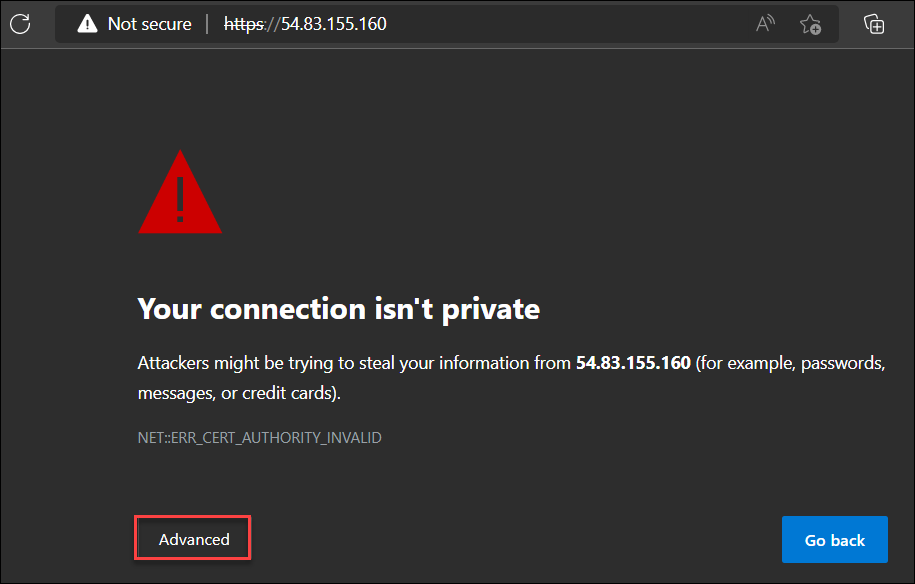 Not secure | https://54.83.155.160
Your connection isn't private
Attackers might be trying to steal your information from 54.83.155.160 (for example, passwords,
messages, or credit cards).
NET::ERR_CERT_AUTHORITY_INVALID
Advanced
Go back